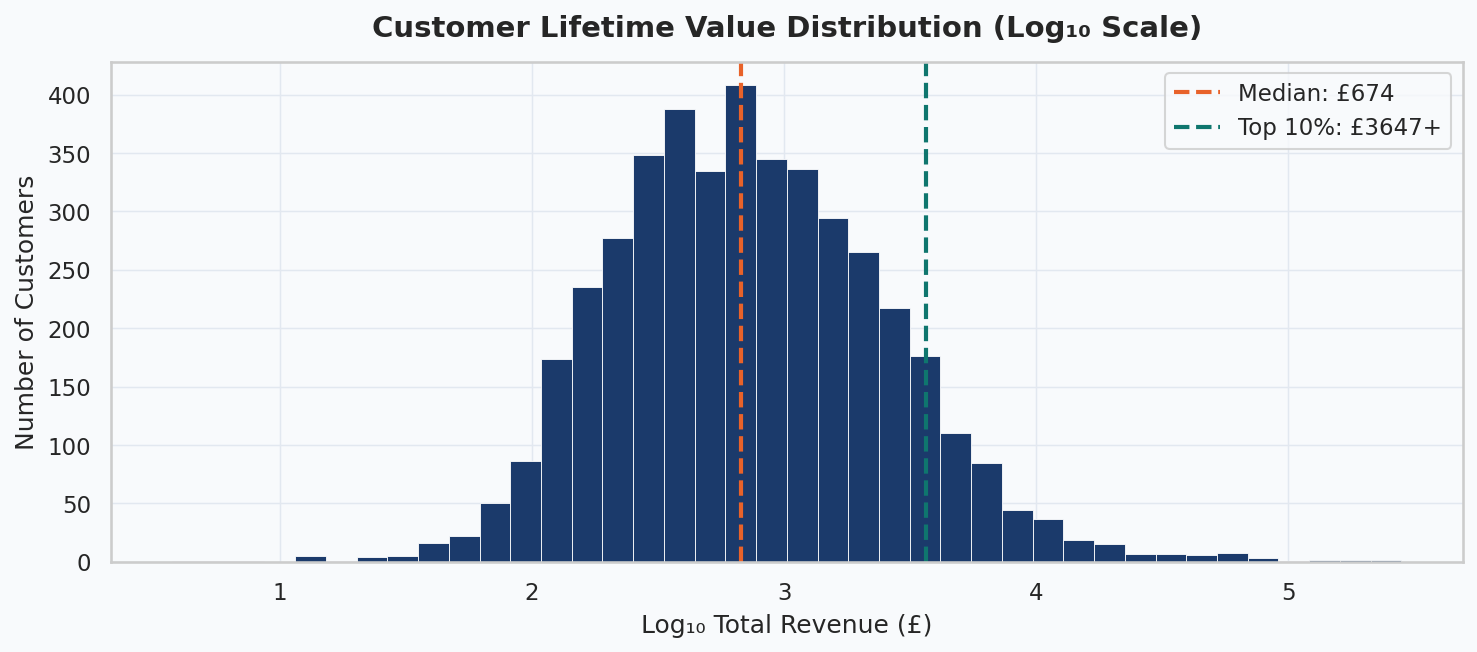 Customer Lifetime Value Distribution (Log₁₀ Scale)
Median: £674
Top 10%: £3647+
Number of Customers
400
350
300
250
200
150
100
50
0
1 2 3 4 5
Log₁₀ Total Revenue (£)